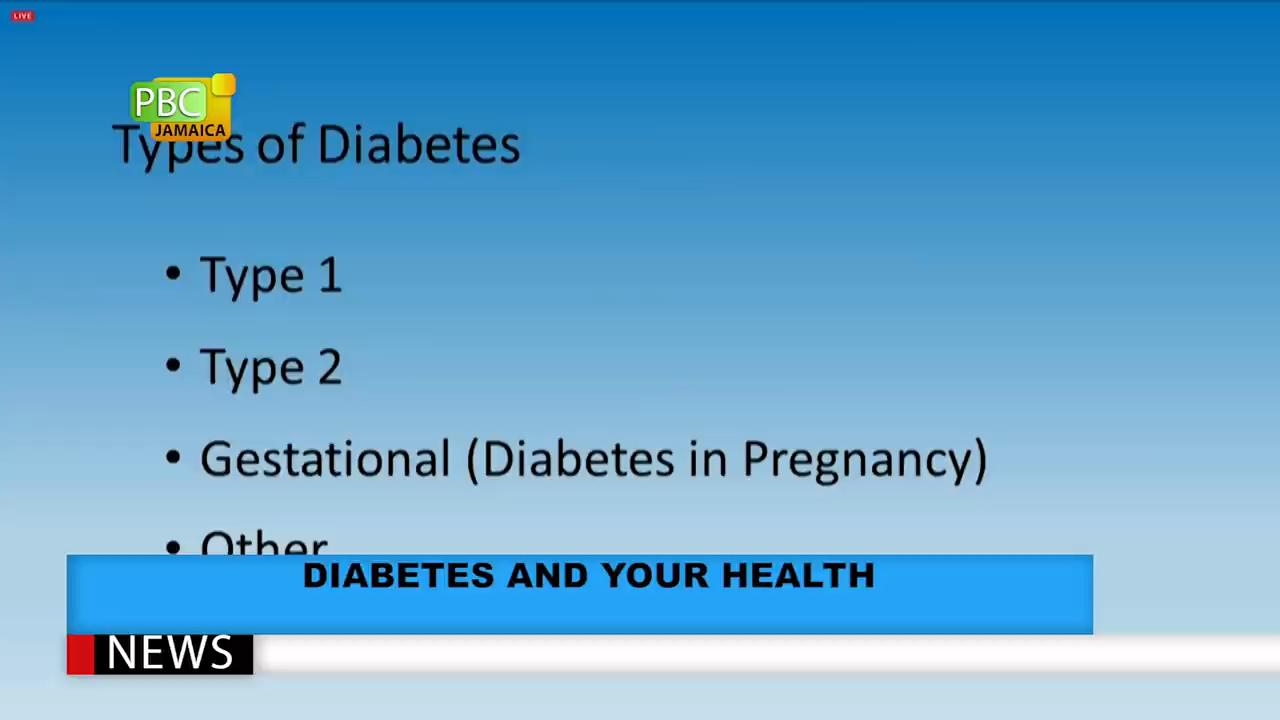 LIVE
PBC
JAMAICA
Types of Diabetes
• Type 1
• Type 2
• Gestational (Diabetes in Pregnancy)
• Other
DIABETES AND YOUR HEALTH
NEWS